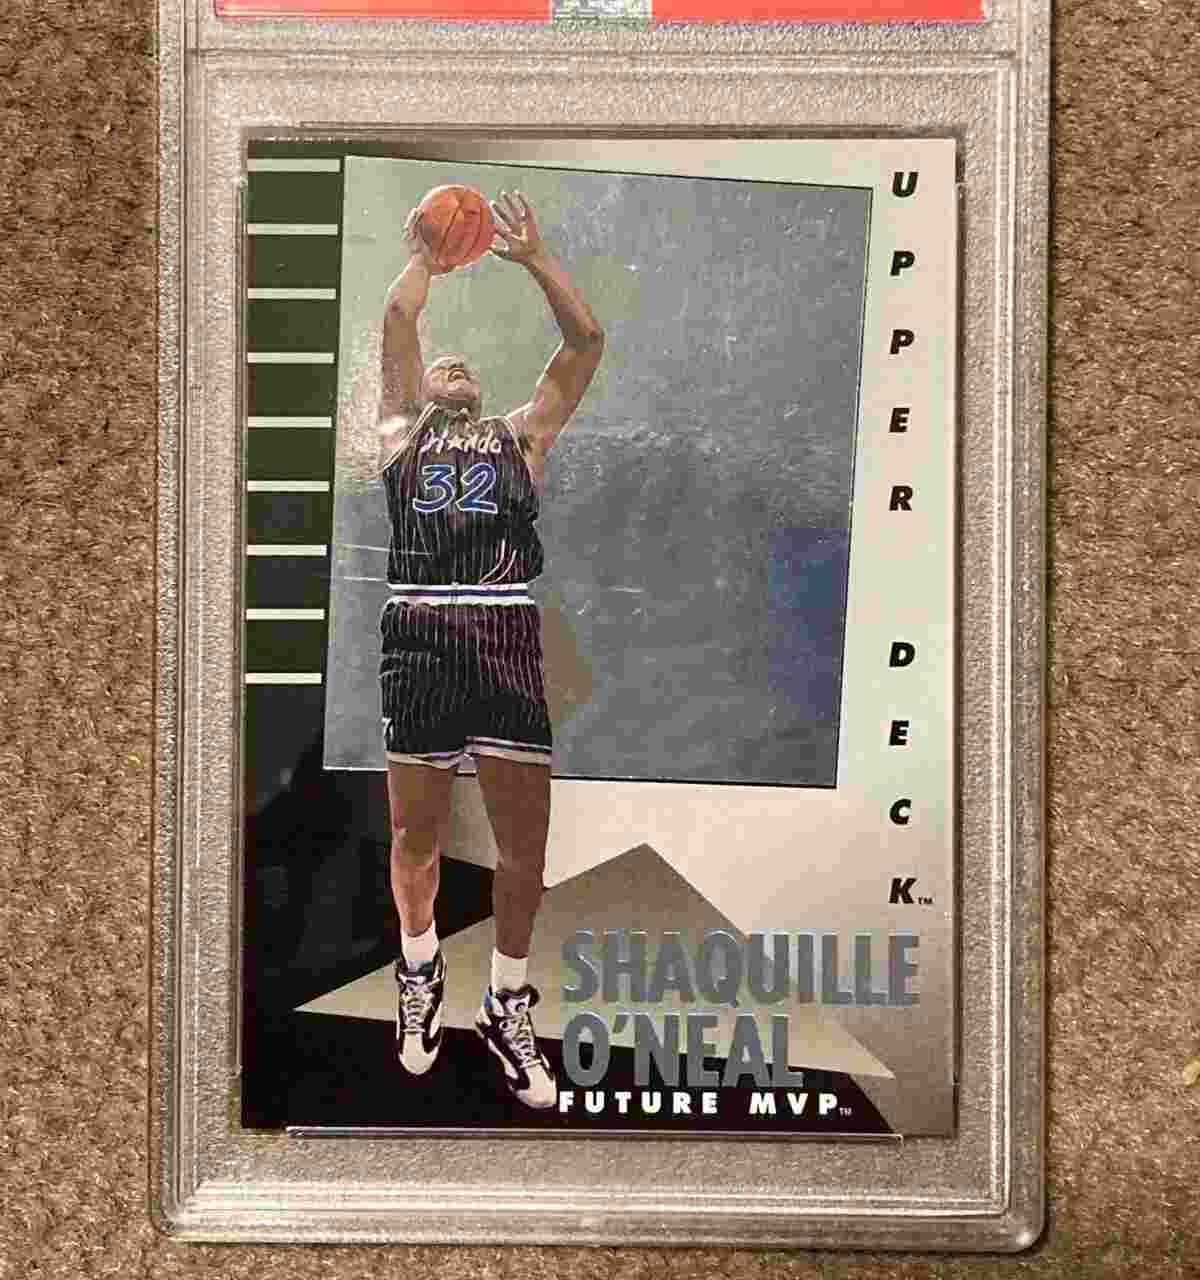 UPPER DECK™
Orlando
32
SHAQUILLE
O'NEAL
FUTURE MVP™